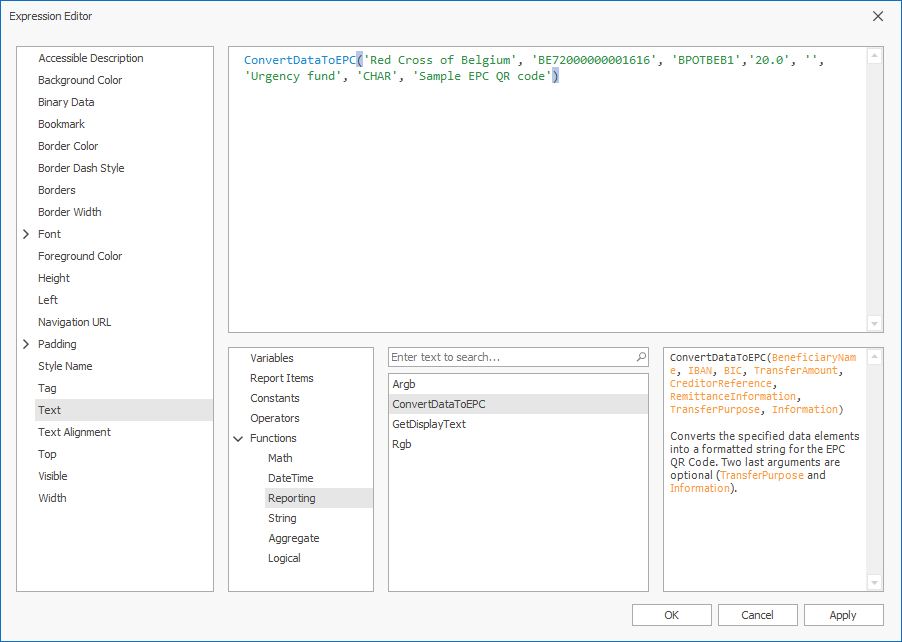 Expression Editor
Accessible Description
Background Color
Binary Data
Bookmark
Border Color
Border Dash Style
Borders
Border Width
Font
Foreground Color
Height
Left
Navigation URL
Padding
Style Name
Tag
Text
Text Alignment
Top
Visible
Width
ConvertDataToEPC('Red Cross of Belgium', 'BE72000000001616', 'BPOTBEB1','20.0', '',
'Urgency fund', 'CHAR', 'Sample EPC QR code')
Variables
Report Items
Constants
Operators
Functions
Math
DateTime
Reporting
String
Aggregate
Logical
Enter text to search...
Argb
ConvertDataToEPC
GetDisplayText
Rgb
ConvertDataToEPC(BeneficiaryNam
e, IBAN, BIC, TransferAmount,
CreditorReference,
RemittanceInformation,
TransferPurpose, Information)
Converts the specified data elements
into a formatted string for the EPC
QR Code. Two last arguments are
optional (TransferPurpose and
Information).
OK
Cancel
Apply